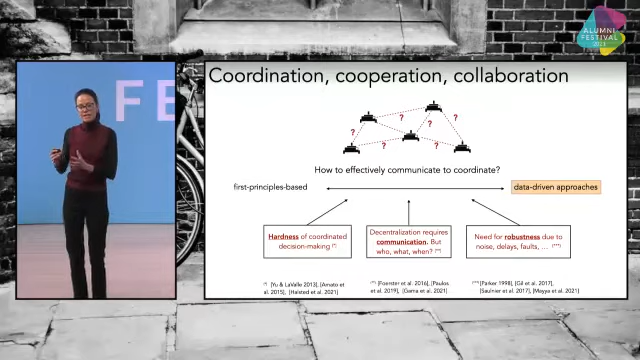 ALUMNI
FESTIVAL
2021
FE
Coordination, cooperation, collaboration
?
?
?
?
?
?
How to effectively communicate to coordinate?
first-principles-based
data-driven approaches
Hardness of coordinated
decision-making (*)
Decentralization requires
communication. But
who, what, when? (**)
Need for robustness due to
noise, delays, faults, ... (***)
(*) [Yu & LaValle 2013], [Amato et
al. 2015], [Halsted et al. 2021]
(**) [Foerster et al. 2016], [Paulos
et al. 2019], [Gama et al. 2021]
(***) [Parker 1998], [Gil et al. 2017],
[Saulnier et al. 2017], [Mayya et al. 2021]